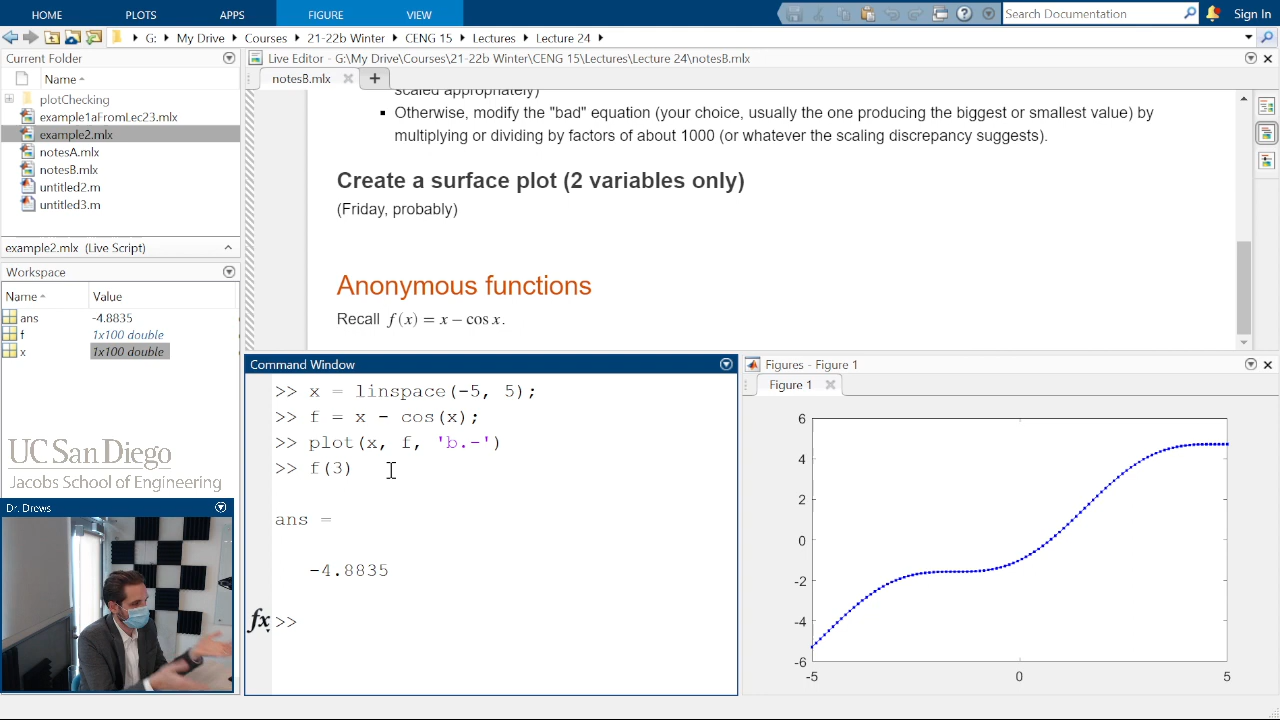 HOME PLOTS APPS FIGURE VIEW Search Documentation Sign In
G: My Drive Courses 21-22b Winter CENG 15 Lectures Lecture 24
Current Folder
Name
plotChecking
example1aFromLec23.mlx
example2.mlx
notesA.mlx
notesB.mlx
untitled2.m
untitled3.m
example2.mlx (Live Script)
Workspace
Name Value
ans -4.8835
f 1x100 double
x 1x100 double
UC San Diego
Jacobs School of Engineering
Dr. Drews
Live Editor - G:\My Drive\Courses\21-22b Winter\CENG 15\Lectures\Lecture 24\notesB.mlx
notesB.mlx
scaled appropriately)
Otherwise, modify the "bad" equation (your choice, usually the one producing the biggest or smallest value) by
multiplying or dividing by factors of about 1000 (or whatever the scaling discrepancy suggests).
Create a surface plot (2 variables only)
(Friday, probably)
Anonymous functions
Recall f(x) = x − cos x.
Command Window
>> x = linspace(-5, 5);
>> f = x - cos(x);
>> plot(x, f, 'b.-')
>> f(3)
ans =
-4.8835
fx >>
Figures - Figure 1
Figure 1
6
4
2
0
-2
-4
-6
-5 0 5